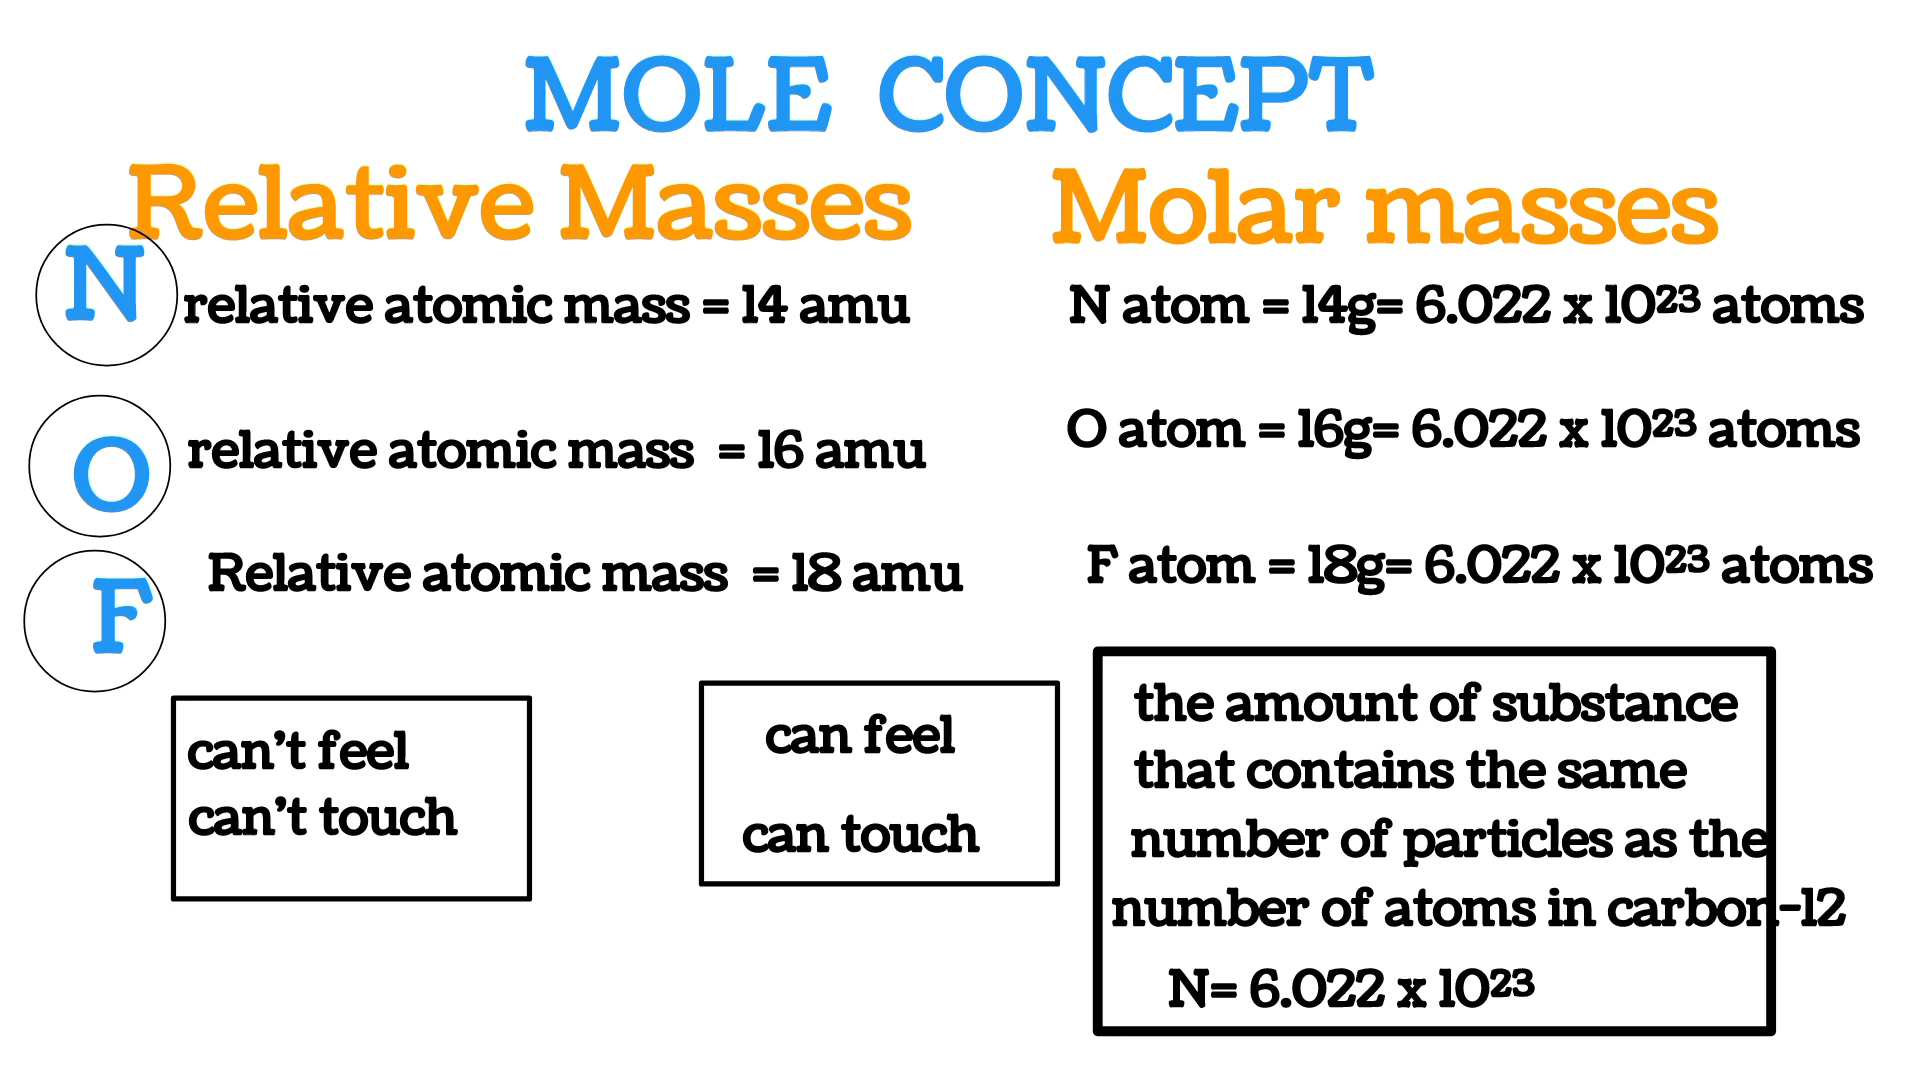 MOLE CONCEPT
Relative Masses
Molar masses
N
relative atomic mass = 14 amu
N atom = 14g= 6.022 x 10²³ atoms
O
relative atomic mass = 16 amu
O atom = 16g= 6.022 x 10²³ atoms
F
Relative atomic mass = 18 amu
F atom = 18g= 6.022 x 10²³ atoms
can't feel
can't touch
can feel
can touch
the amount of substance
that contains the same
number of particles as the
number of atoms in carbon-12
N= 6.022 x 10²³